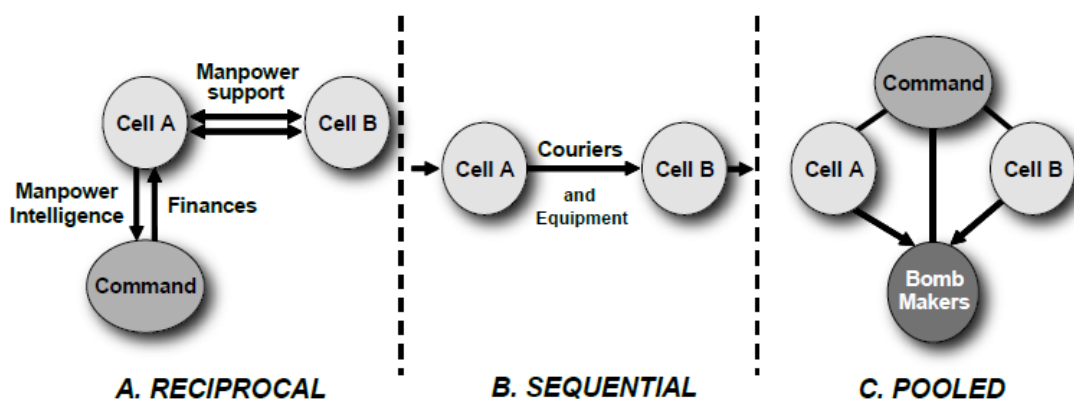 Manpower
support
Cell A
Cell B
Manpower
Intelligence
Finances
Command
A. RECIPROCAL
Cell A
Couriers
and
Equipment
Cell B
B. SEQUENTIAL
Command
Cell A
Cell B
Bomb
Makers
C. POOLED